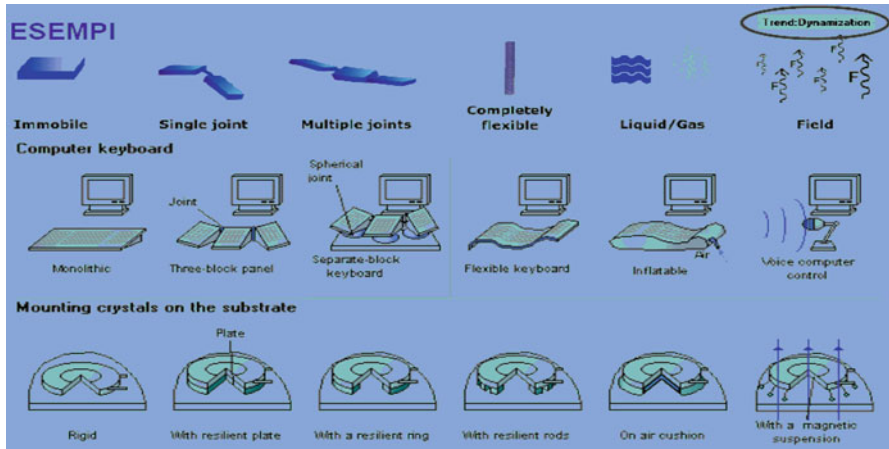 ESEMPI
Trend:Dynamization
F F F F F F
Immobile
Single joint
Multiple joints
Completely
flexible
Liquid/Gas
Field
Computer keyboard
Joint
Spherical
joint
Air
Monolithic
Three-block panel
Separate-block
keyboard
Flexible keyboard
Inflatable
Voice computer
control
Mounting crystals on the substrate
Plate
Rigid
With resilient plate
With a resilient ring
With resilient rods
On air cushion
With a magnetic
suspension